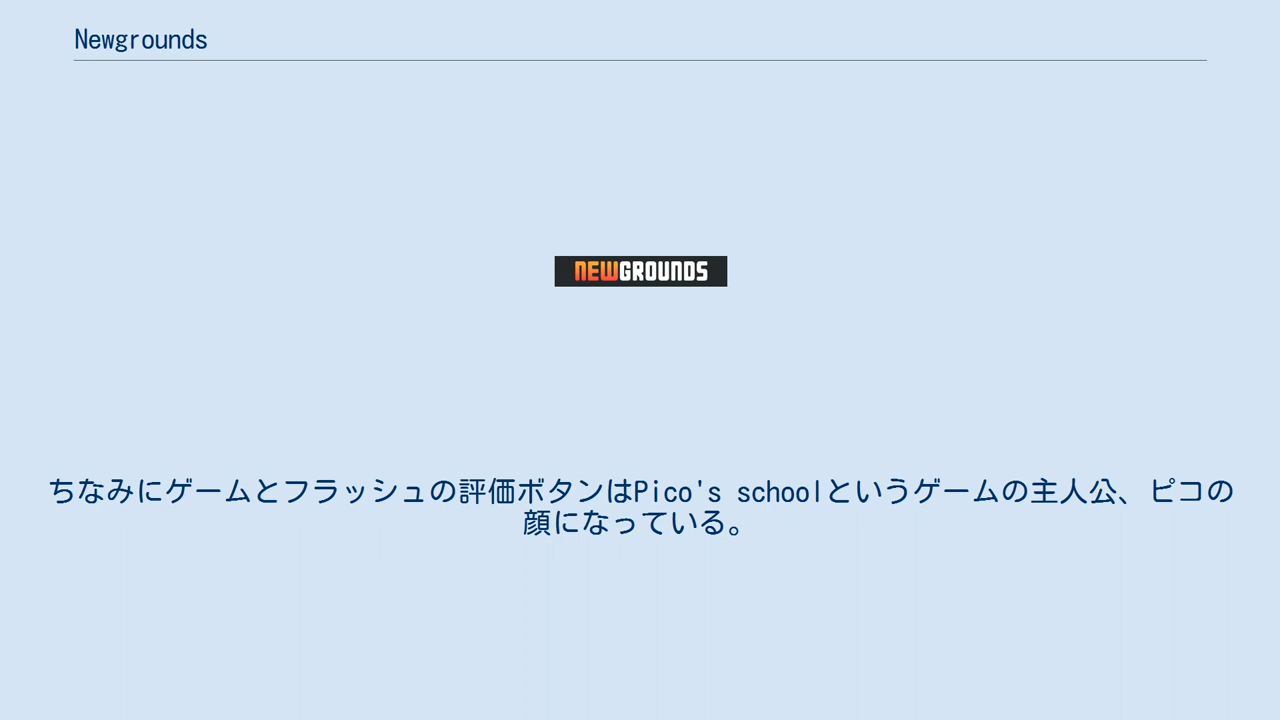 Newgrounds
NEWGROUNDS
ちなみにゲームとフラッシュの評価ボタンはPico's schoolというゲームの主人公、ピコの
顔になっている。